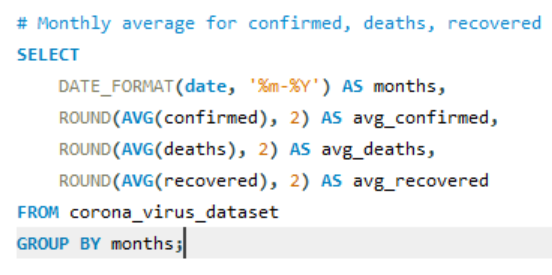 # Monthly average for confirmed, deaths, recovered
SELECT
DATE_FORMAT(date, '%m-%Y') AS months,
ROUND(AVG(confirmed), 2) AS avg_confirmed,
ROUND(AVG(deaths), 2) AS avg_deaths,
ROUND(AVG(recovered), 2) AS avg_recovered
FROM corona_virus_dataset
GROUP BY months;